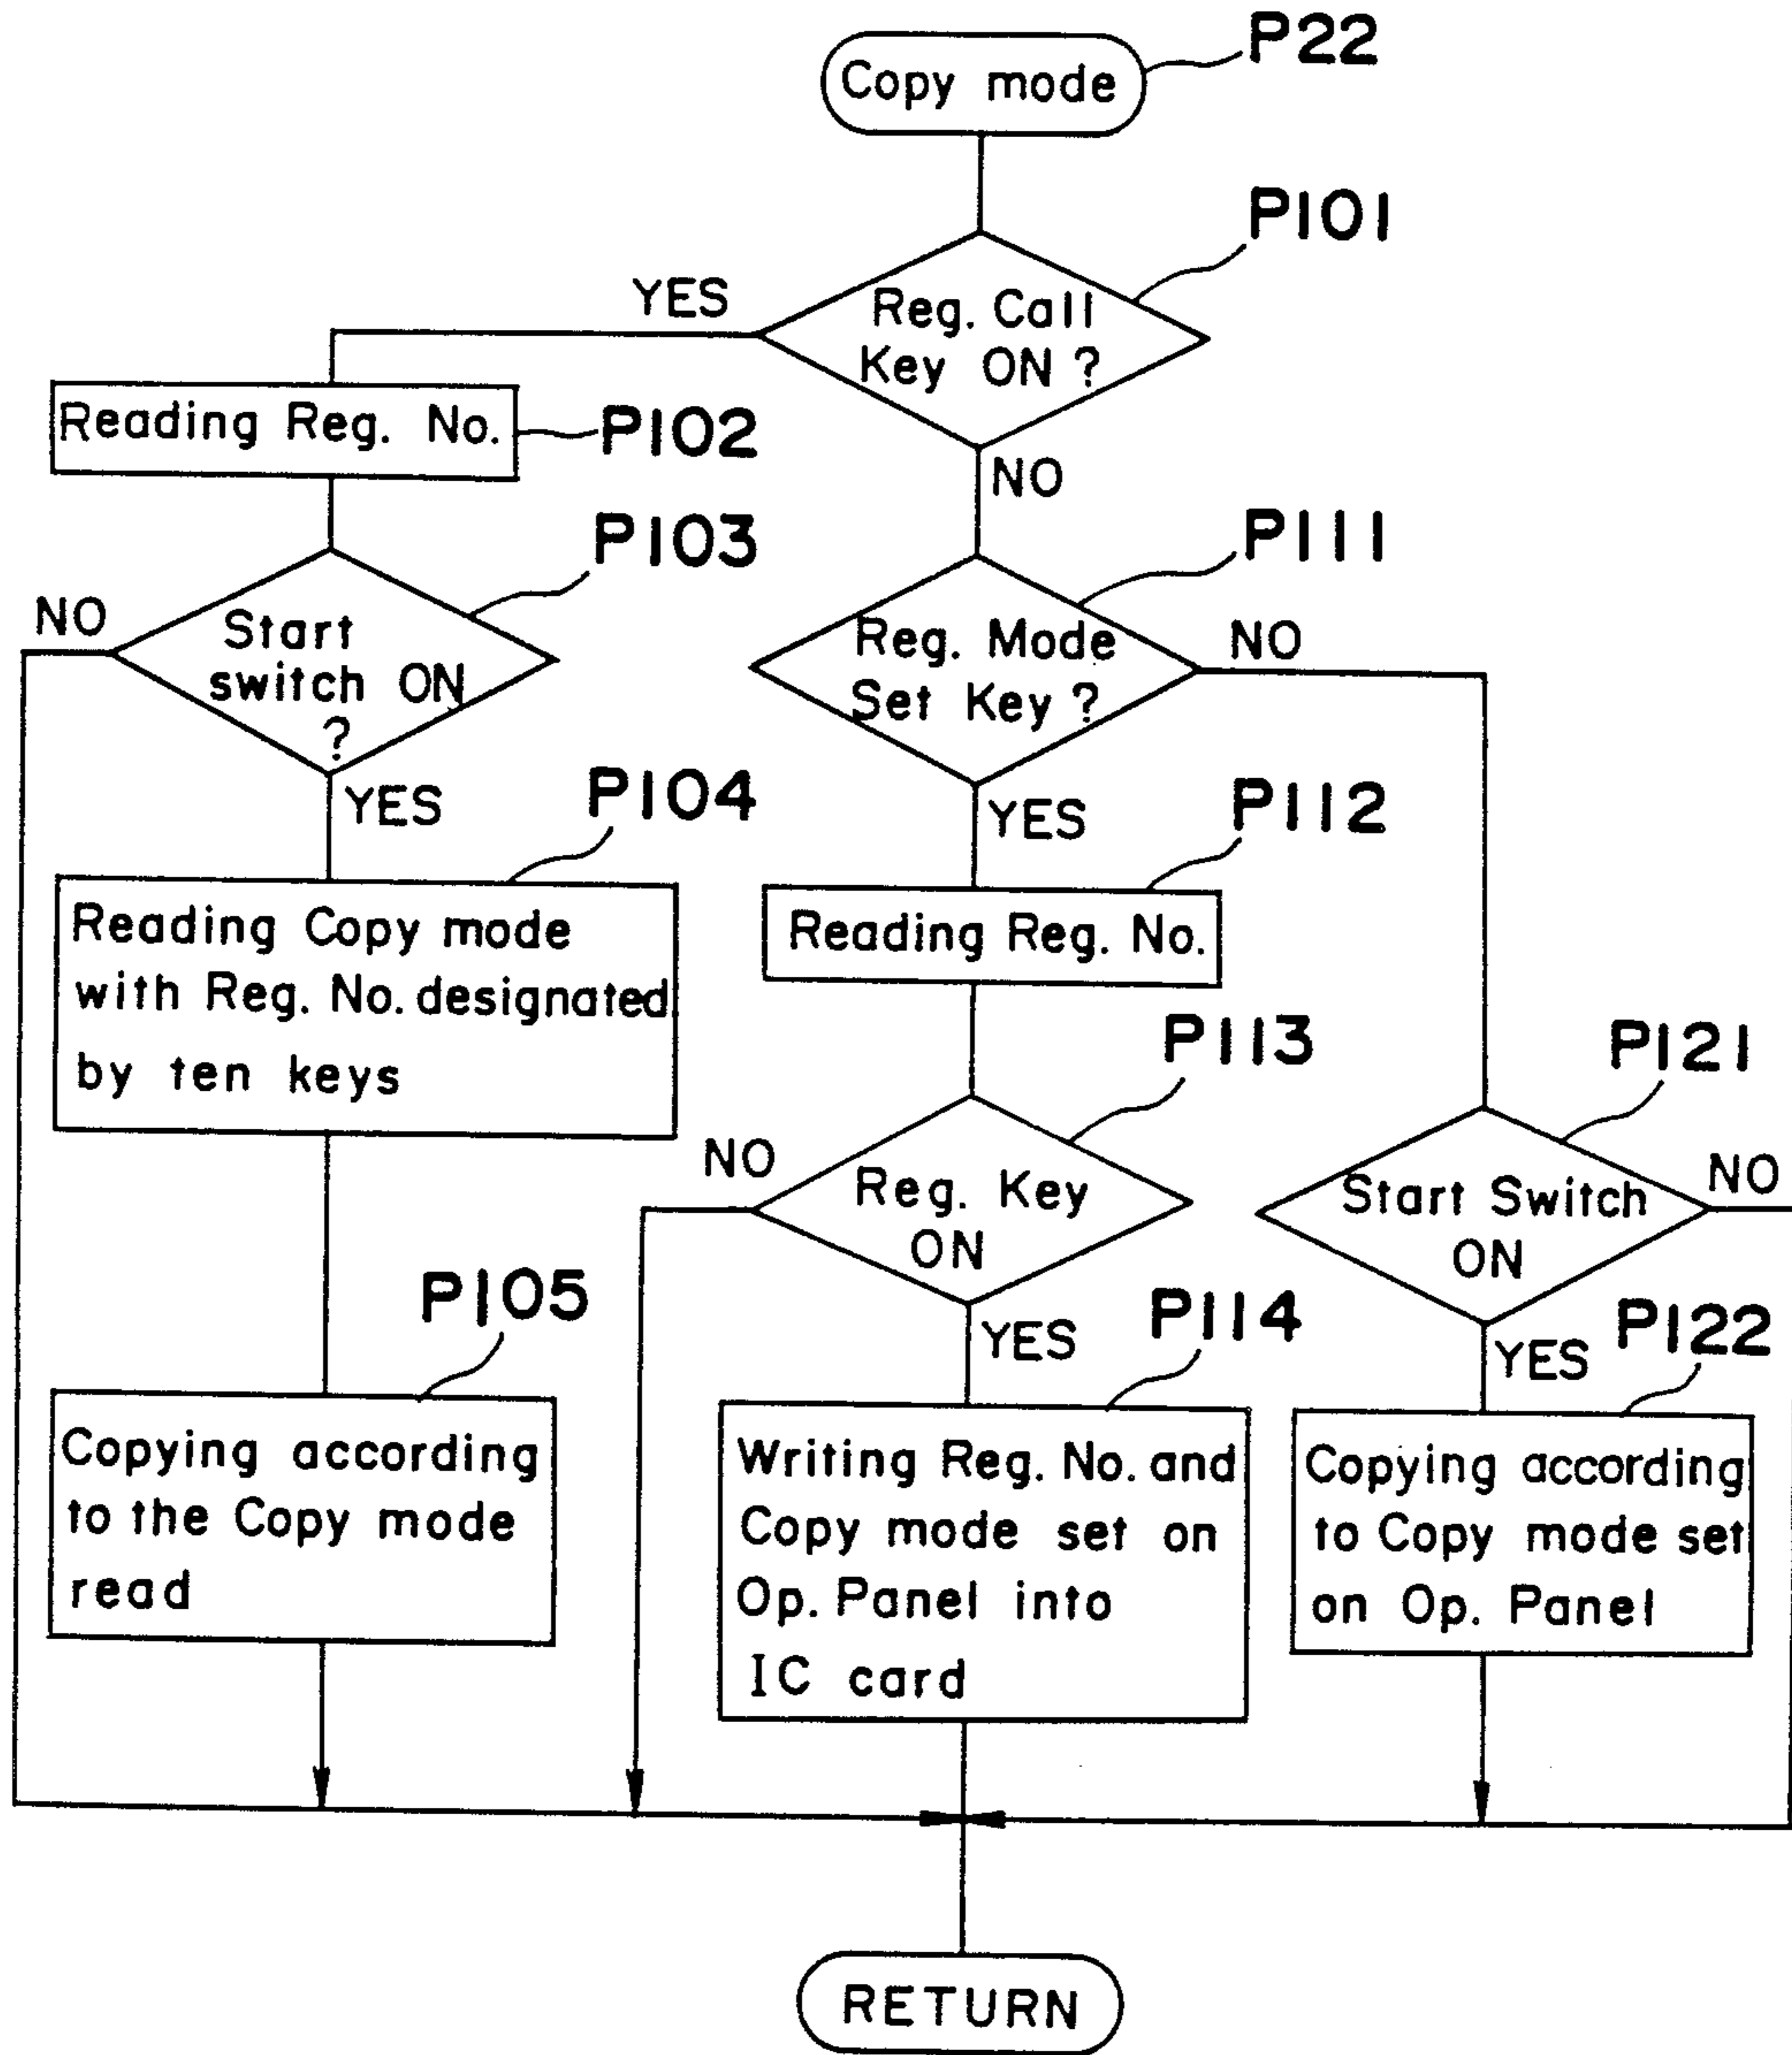 P22
Copy mode
P101
YES
Reg. Call
Key ON ?
Reading Reg. No.
P102
NO
P103
P111
NO
Start
switch ON
?
Reg. Mode
Set Key ?
NO
YES
P104
YES
P112
Reading Copy mode
with Reg. No. designated
by ten keys
Reading Reg. No.
P113
P121
NO
Reg. Key
ON
Start Switch
ON
NO
P105
YES
P114
YES
P122
Copying according
to the Copy mode
read
Writing Reg. No. and
Copy mode set on
Op. Panel into
IC card
Copying according
to Copy mode set
on Op. Panel
RETURN